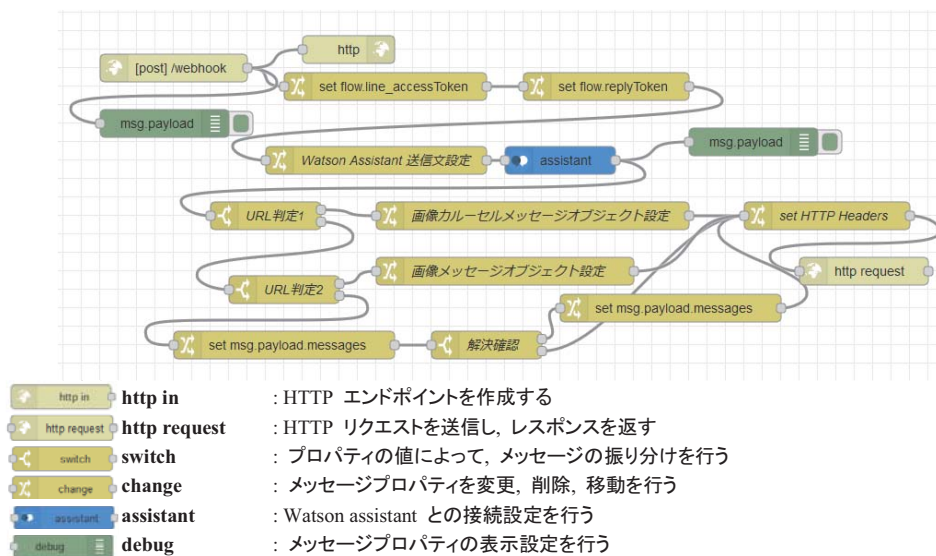 http
[post] /webhook
set flow.line_accessToken
set flow.replyToken
msg.payload
msg.payload
Watson Assistant 送信文設定
assistant
URL判定1
画像カルーセルメッセージオブジェクト設定
set HTTP Headers
URL判定2
画像メッセージオブジェクト設定
http request
set msg.payload.messages
set msg.payload.messages
解決確認
http in http in : HTTP エンドポイントを作成する
http request http request : HTTP リクエストを送信し, レスポンスを返す
switch switch : プロパティの値によって, メッセージの振り分けを行う
change change : メッセージプロパティを変更, 削除, 移動を行う
assistant assistant : Watson assistant との接続設定を行う
debug debug : メッセージプロパティの表示設定を行う